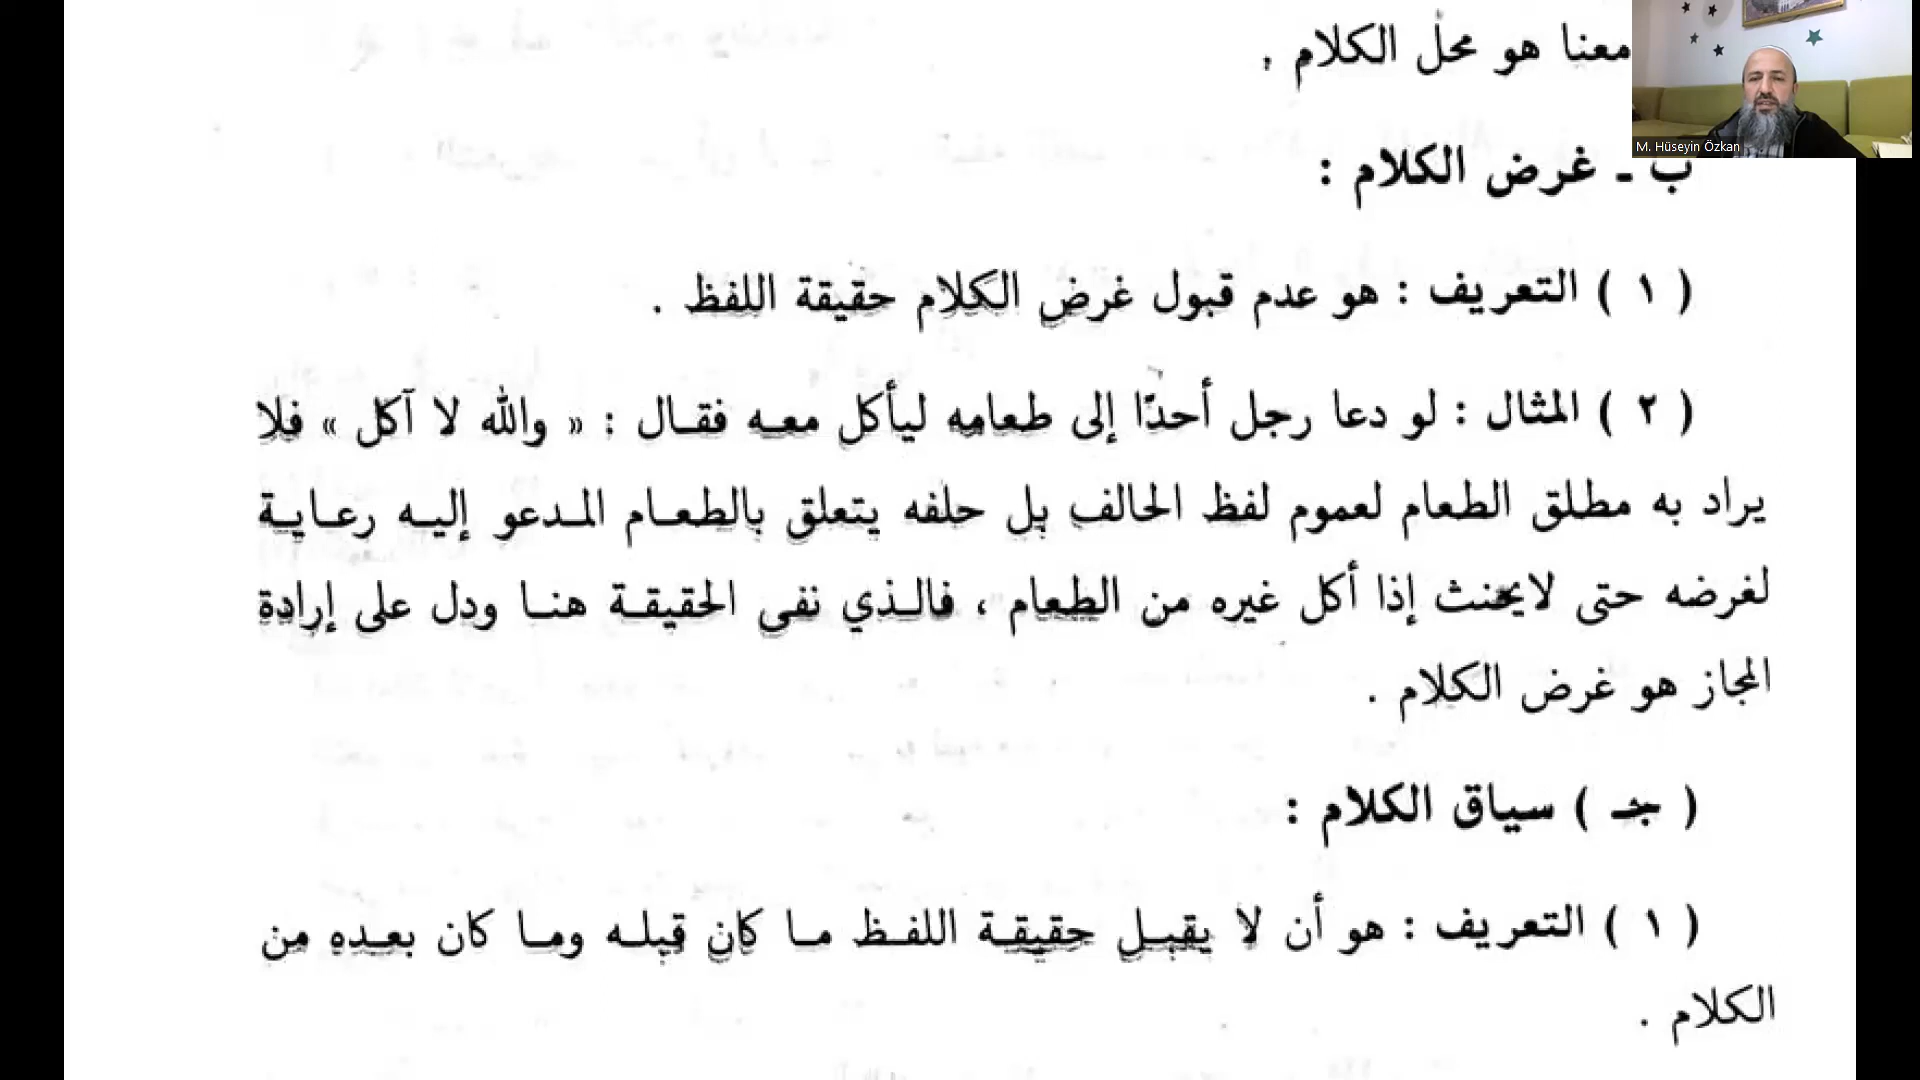 معنا هو محل الكلام .
M. Hüseyin Özkan
ب ـ غرض الكلام :
( ١ ) التعريف : هو عدم قبول غرض الكلام حقيقة اللفظ .
( ٢ ) المثال : لو دعا رجل أحدًا إلى طعامه ليأكل معه فقال : « والله لا آكل » فلا
يراد به مطلق الطعام لعموم لفظ الحالف بل حلفه يتعلق بالطعام المدعو إليه رعاية
لغرضه حتى لايحنث إذا أكل غيره من الطعام ، فالذي نفى الحقيقة هنا ودل على إرادة
المجاز هو غرض الكلام .
( جـ ) سياق الكلام :
( ١ ) التعريف : هو أن لا يقبل حقيقة اللفظ ما كان قبله وما كان بعده من
الكلام .